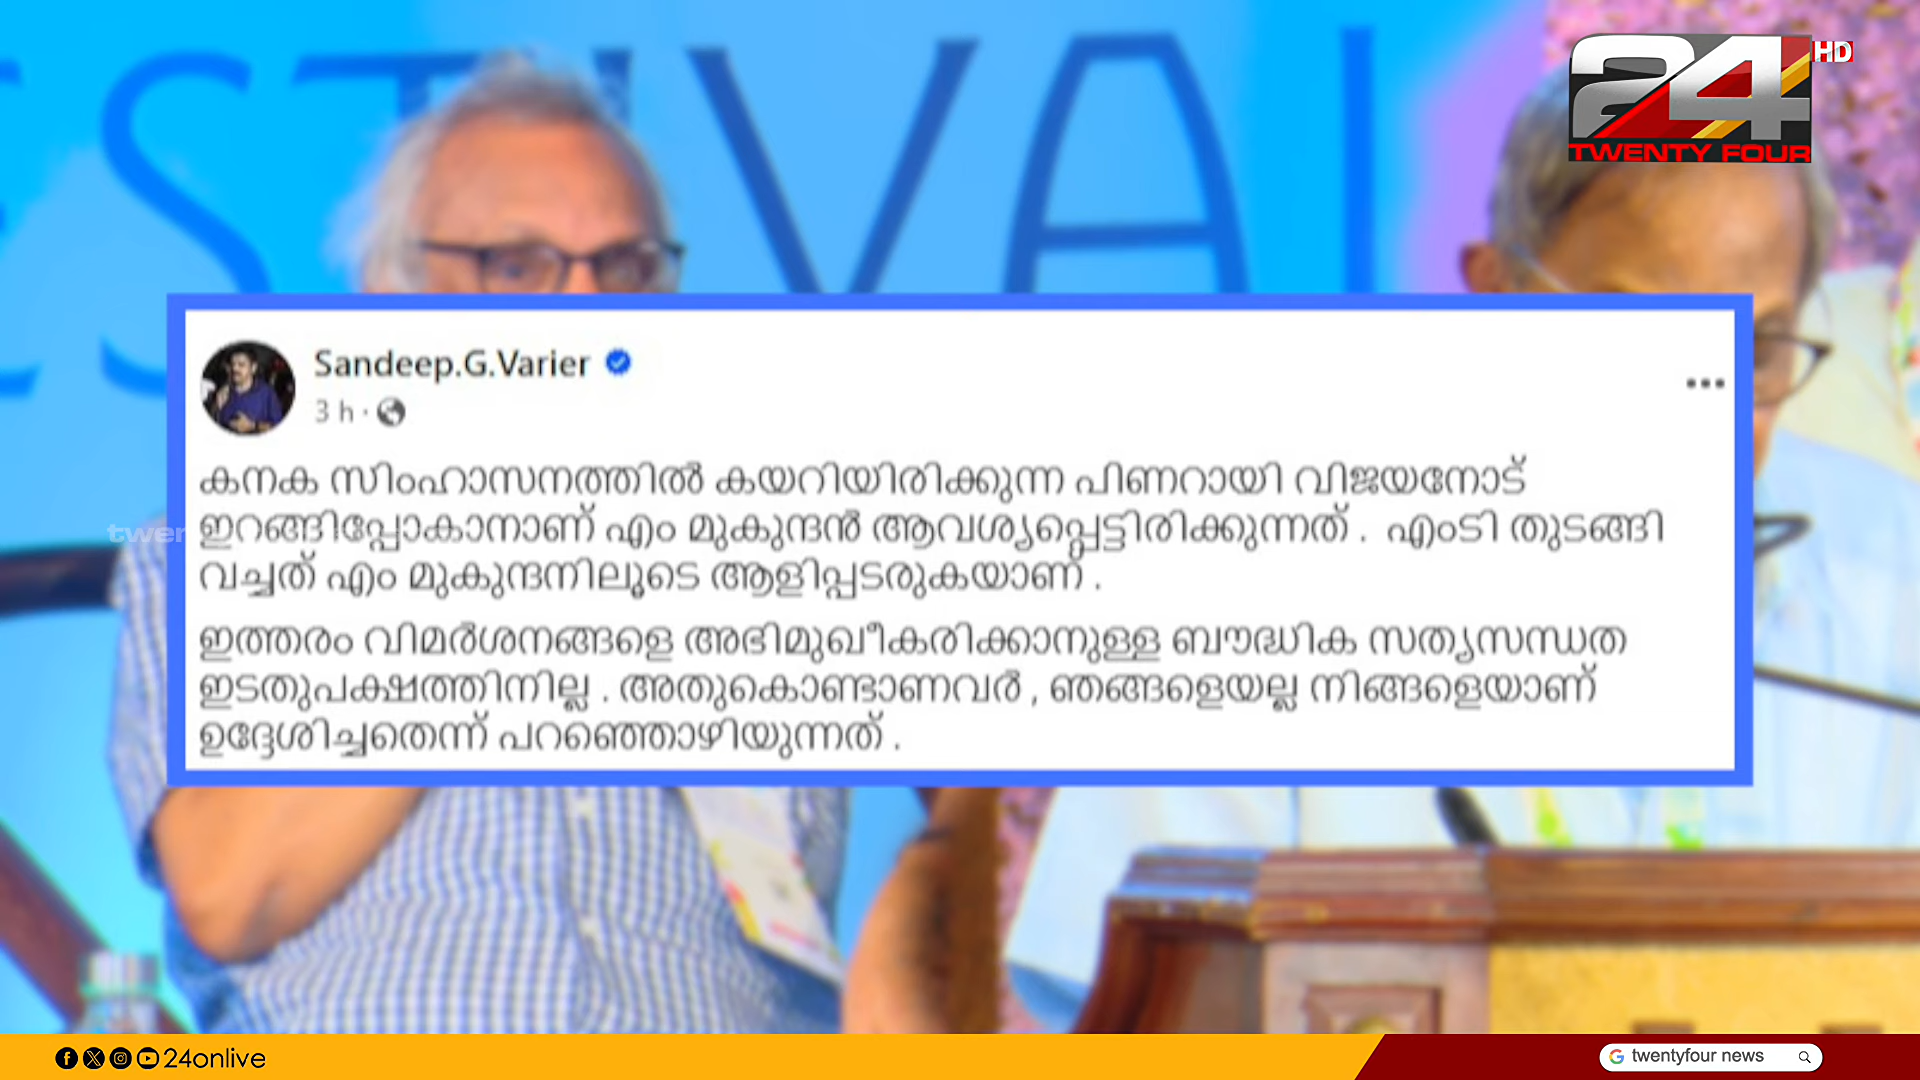 ESTIVAL
24 HD
TWENTY FOUR
Sandeep.G.Varier
3 h ·
കനക സിംഹാസനത്തിൽ കയറിയിരിക്കുന്ന പിണറായി വിജയനോട്
ഇറങ്ങിപ്പോകാനാണ് എം മുകുന്ദൻ ആവശ്യപ്പെട്ടിരിക്കുന്നത് . എംടി തുടങ്ങി
വച്ചത് എം മുകുന്ദനിലൂടെ ആളിപ്പടരുകയാണ് .
ഇത്തരം വിമർശനങ്ങളെ അഭിമുഖീകരിക്കാനുള്ള ബൗദ്ധിക സത്യസന്ധത
ഇടതുപക്ഷത്തിനില്ല . അതുകൊണ്ടാണവർ , ഞങ്ങളെയല്ല നിങ്ങളെയാണ്
ഉദ്ദേശിച്ചതെന്ന് പറഞ്ഞൊഴിയുന്നത് .
24onlive
twentyfour news